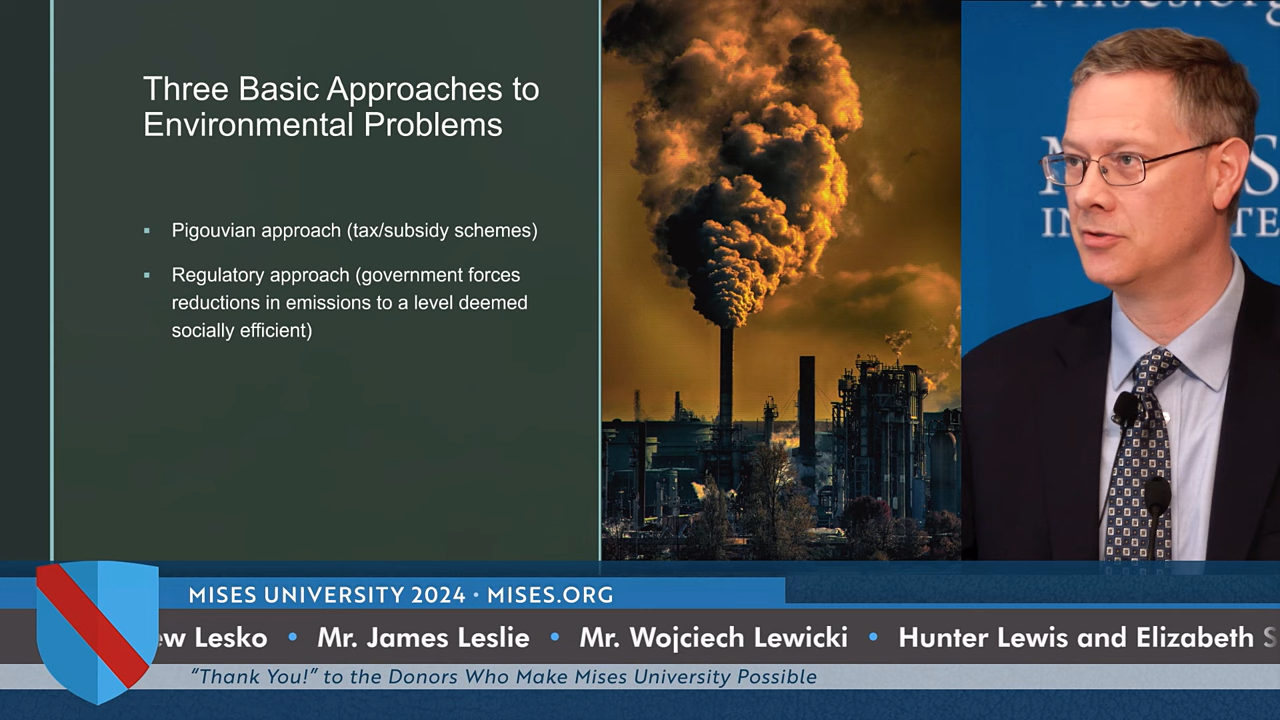 Three Basic Approaches to
Environmental Problems
▪ Pigouvian approach (tax/subsidy schemes)
▪ Regulatory approach (government forces
reductions in emissions to a level deemed
socially efficient)
MISES UNIVERSITY 2024 • MISES.ORG
Lesko • Mr. James Leslie • Mr. Wojciech Lewicki • Hunter Lewis and Elizabeth
“Thank You!” to the Donors Who Make Mises University Possible